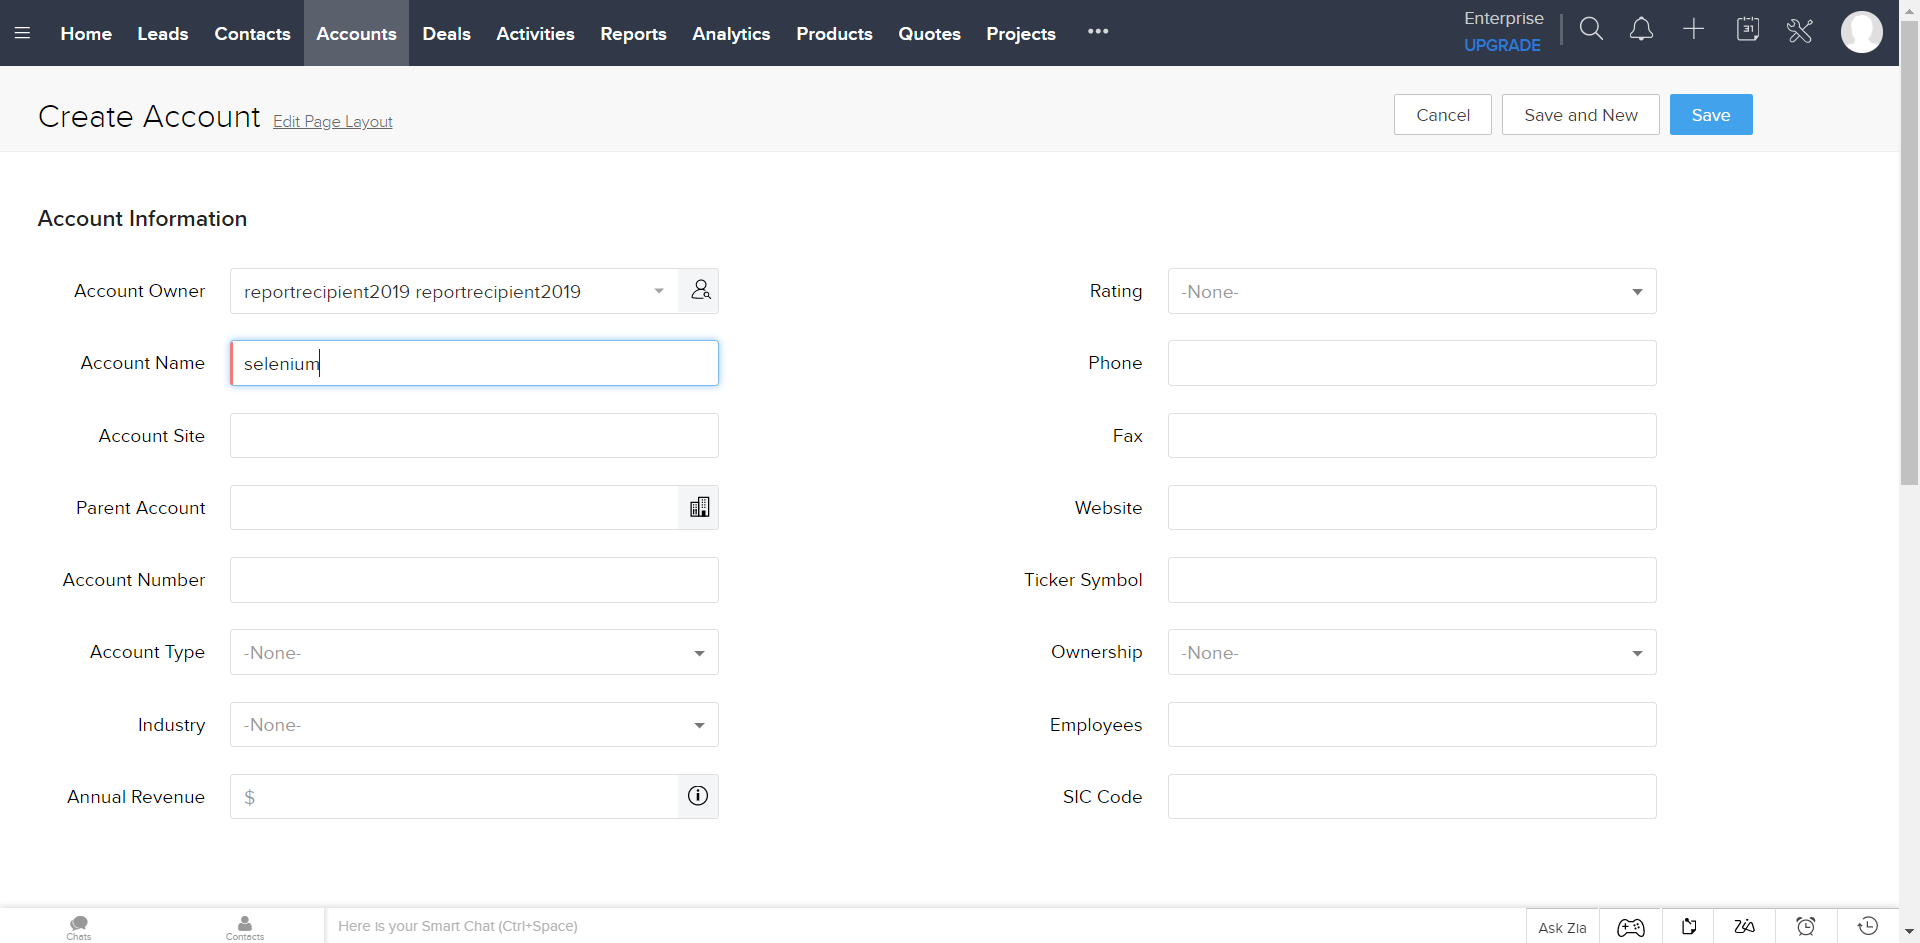 Home Leads Contacts Accounts Deals Activities Reports Analytics Products Quotes Projects ••• Enterprise
UPGRADE
31
Create Account Edit Page Layout Cancel Save and New Save
Account Information
Account Owner reportrecipient2019 reportrecipient2019 Rating -None-
Account Name selenium Phone
Account Site Fax
Parent Account Website
Account Number Ticker Symbol
Account Type -None- Ownership -None-
Industry -None- Employees
Annual Revenue $ SIC Code
Chats Contacts Here is your Smart Chat (Ctrl+Space) Ask Zia